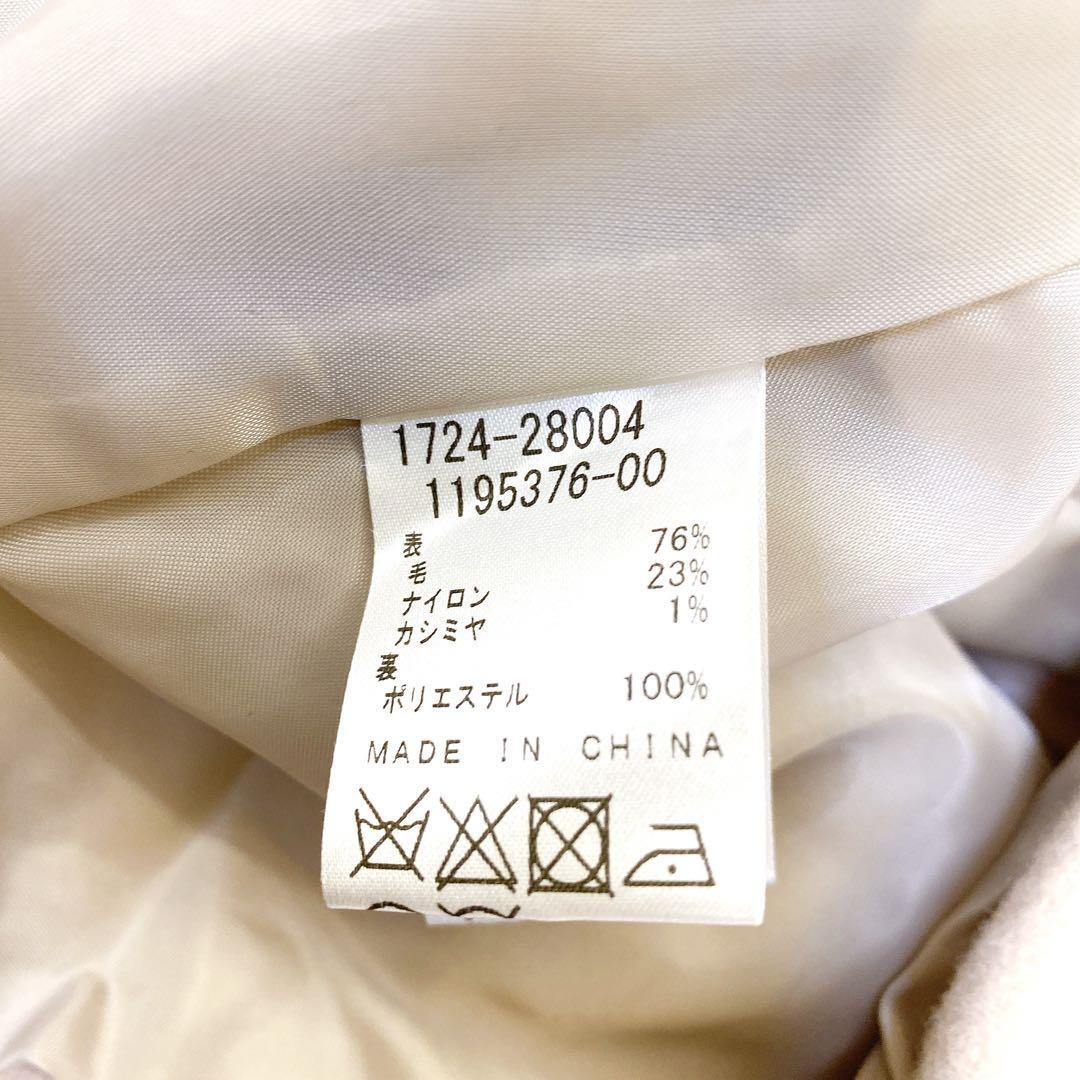 1724-28004
1195376-00
表 76%
毛 23%
ナイロン 1%
カシミヤ
裏
ポリエステル 100%
MADE IN CHINA